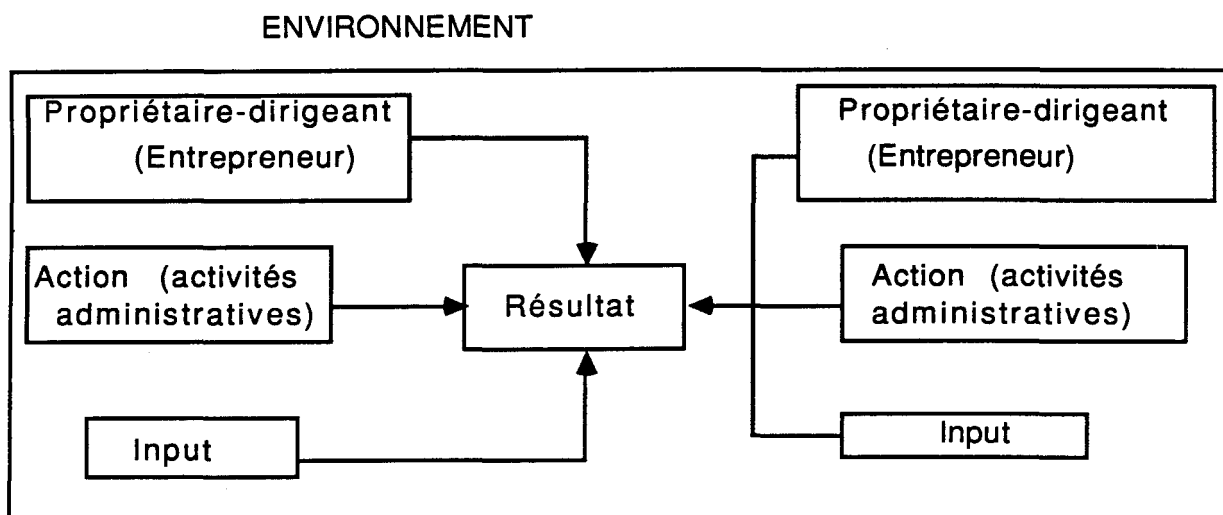 ENVIRONNEMENT
Propriétaire-dirigeant
(Entrepreneur)
Action (activités
administratives)
Input
Résultat
Propriétaire-dirigeant
(Entrepreneur)
Action (activités
administratives)
Input